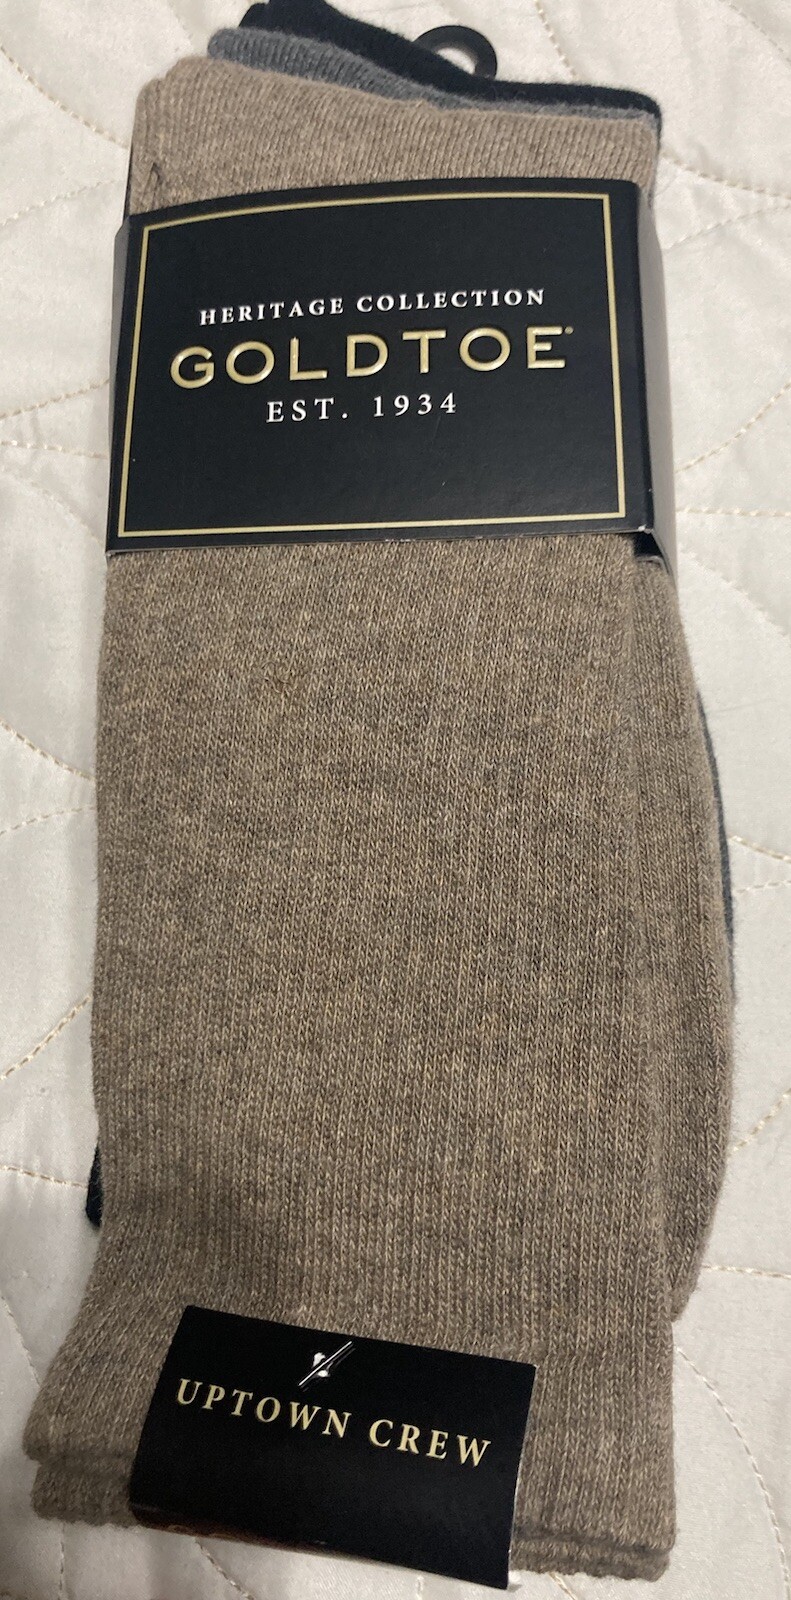 HERITAGE COLLECTION
GOLDTOE®
EST. 1934
UPTOWN CREW